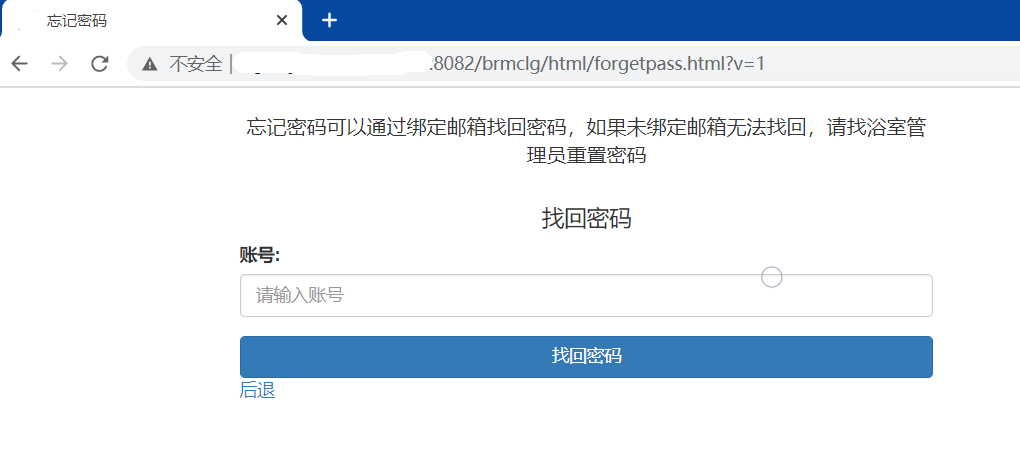 忘记密码
不安全 | :8082/brmclg/html/forgetpass.html?v=1
忘记密码可以通过绑定邮箱找回密码，如果未绑定邮箱无法找回，请找浴室管
理员重置密码
找回密码
账号:
请输入账号
找回密码
后退